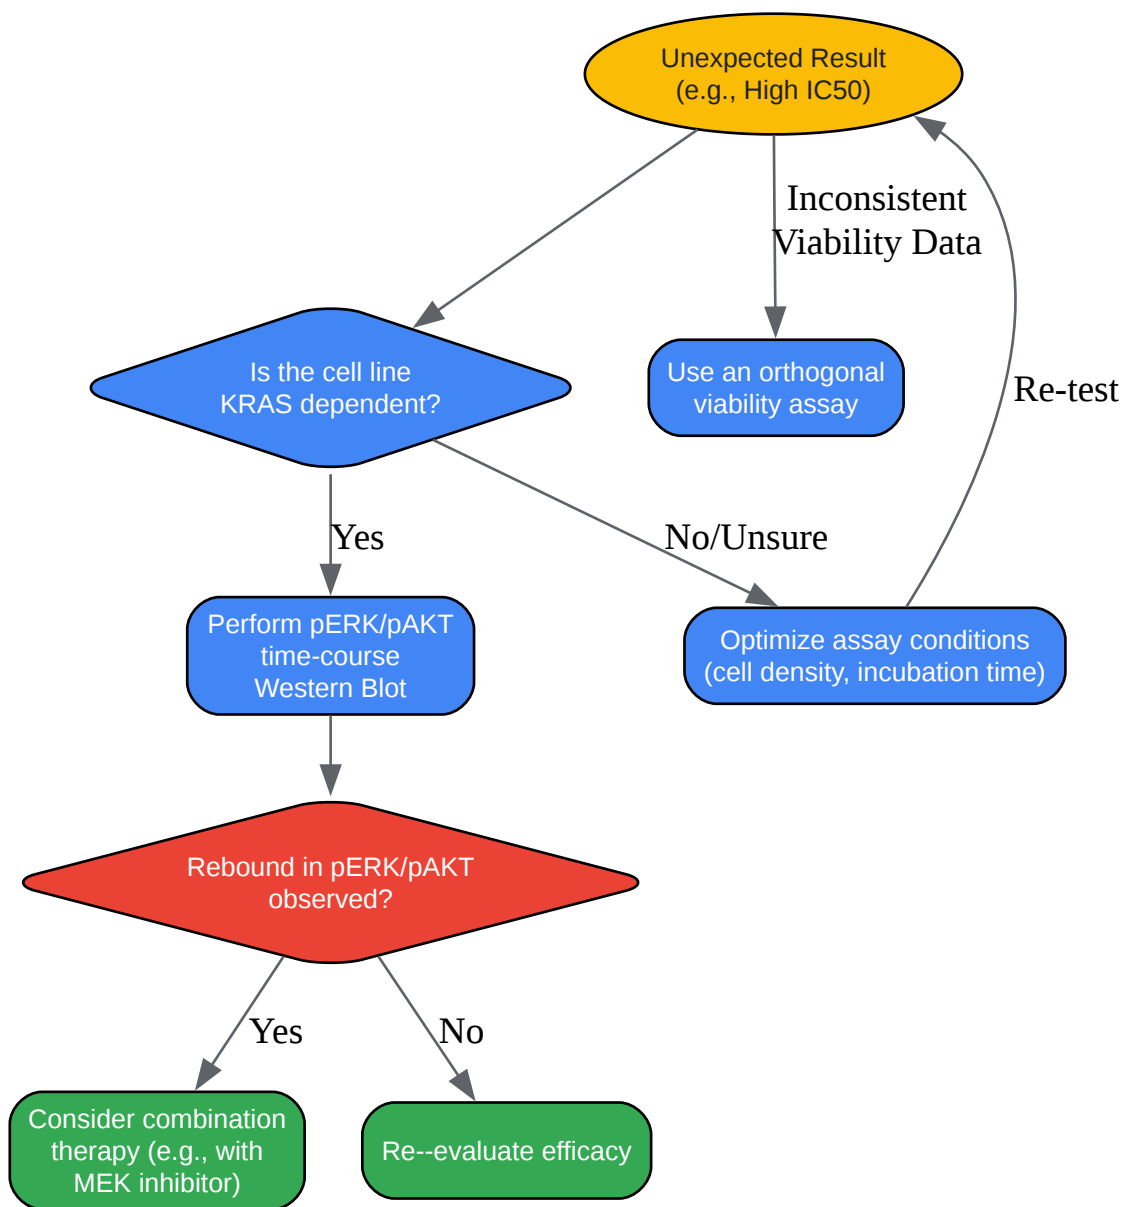 Unexpected Result
(e.g., High IC50)
Inconsistent
Viability Data
Is the cell line
KRAS dependent?
Use an orthogonal
viability assay
Re-test
Yes
No/Unsure
Perform pERK/pAKT
time-course
Western Blot
Optimize assay conditions
(cell density, incubation time)
Rebound in pERK/pAKT
observed?
Yes
No
Consider combination
therapy (e.g., with
MEK inhibitor)
Re--evaluate efficacy